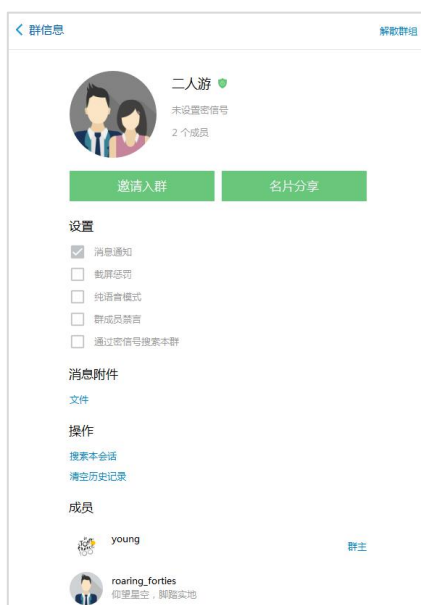 群信息
解散群组
二人游
未设置密信号
2 个成员
邀请入群
名片分享
设置
消息通知
截屏惩罚
纯语音模式
群成员禁言
通过密信号搜索本群
消息附件
文件
操作
搜索本会话
清空历史记录
成员
young
群主
roaring_forties
仰望星空，脚踏实地